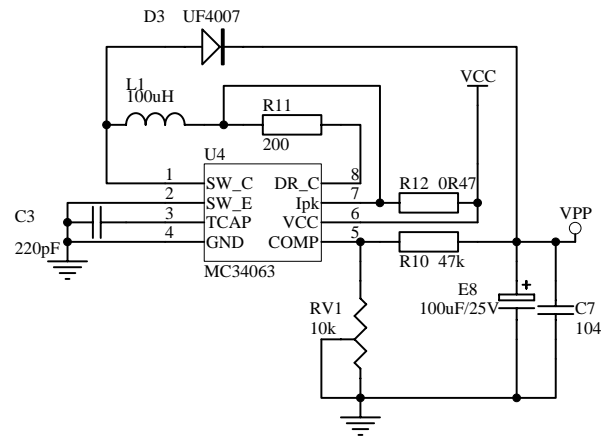 D3 UF4007
L1
100uH
VCC
R11
200
U4
1 SW_C DR_C 8
2 SW_E Ipk 7
3 TCAP VCC 6
4 GND COMP 5
MC34063
C3
220pF
R12 0R47
R10 47k
VPP
RV1
10k
E8
+
100uF/25V
C7
104